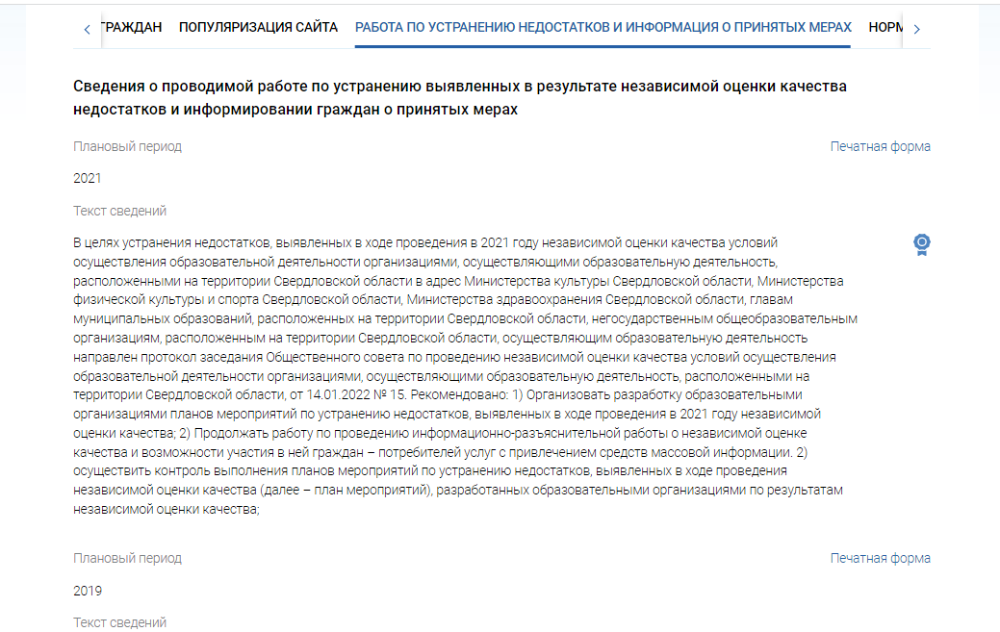 ГРАЖДАН ПОПУЛЯРИЗАЦИЯ САЙТА РАБОТА ПО УСТРАНЕНИЮ НЕДОСТАТКОВ И ИНФОРМАЦИЯ О ПРИНЯТЫХ МЕРАХ НОРМ
Сведения о проводимой работе по устранению выявленных в результате независимой оценки качества
недостатков и информировании граждан о принятых мерах
Плановый период Печатная форма
2021
Текст сведений
В целях устранения недостатков, выявленных в ходе проведения в 2021 году независимой оценки качества условий
осуществления образовательной деятельности организациями, осуществляющими образовательную деятельность,
расположенными на территории Свердловской области в адрес Министерства культуры Свердловской области, Министерства
физической культуры и спорта Свердловской области, Министерства здравоохранения Свердловской области, главам
муниципальных образований, расположенных на территории Свердловской области, негосударственным общеобразовательным
организациям, расположенным на территории Свердловской области, осуществляющим образовательную деятельность
направлен протокол заседания Общественного совета по проведению независимой оценки качества условий осуществления
образовательной деятельности организациями, осуществляющими образовательную деятельность, расположенными на
территории Свердловской области, от 14.01.2022 № 15. Рекомендовано: 1) Организовать разработку образовательными
организациями планов мероприятий по устранению недостатков, выявленных в ходе проведения в 2021 году независимой
оценки качества; 2) Продолжать работу по проведению информационно-разъяснительной работы о независимой оценке
качества и возможности участия в ней граждан – потребителей услуг с привлечением средств массовой информации. 2)
осуществить контроль выполнения планов мероприятий по устранению недостатков, выявленных в ходе проведения
независимой оценки качества (далее – план мероприятий), разработанных образовательными организациями по результатам
независимой оценки качества;
Плановый период Печатная форма
2019
Текст сведений